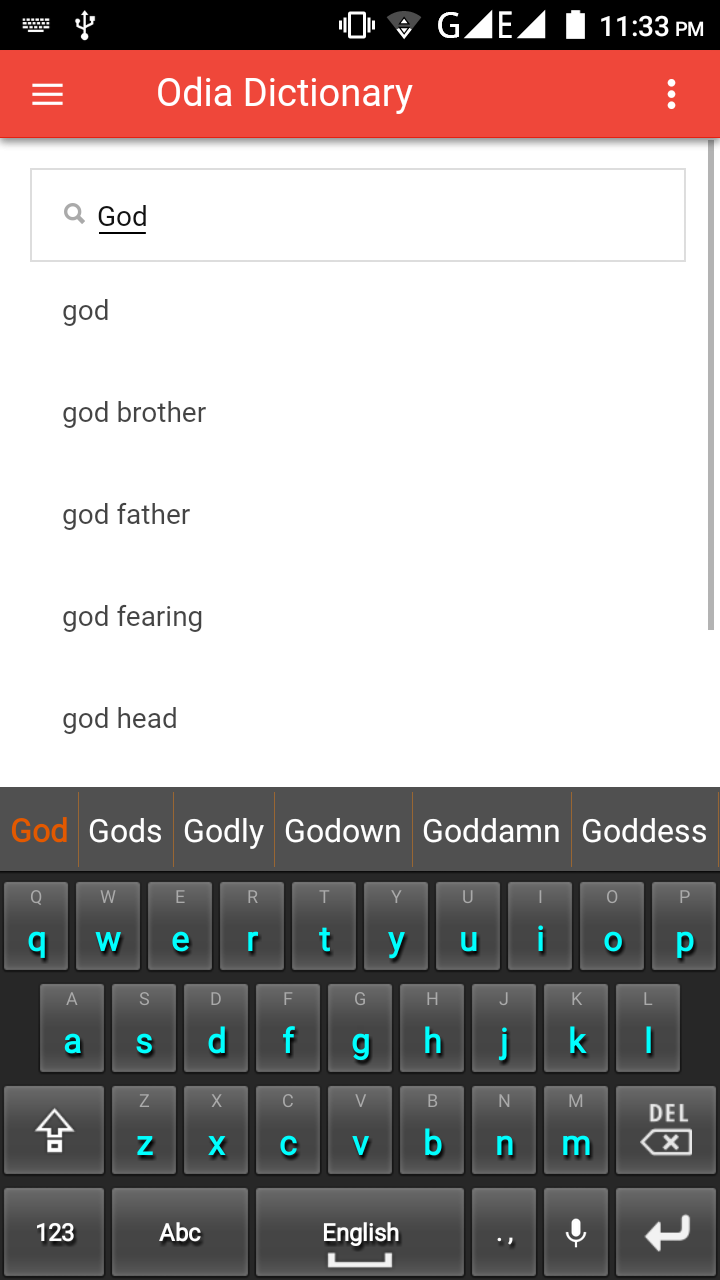 G E 11:33 PM
Odia Dictionary
God
god
god brother
god father
god fearing
god head
God Gods Godly Godown Goddamn Goddess
Q W E R T Y U I O P
q w e r t y u i o p
A S D F G H J K L
a s d f g h j k l
Z X C V B N M DEL
z x c v b n m
123 Abc English . ,